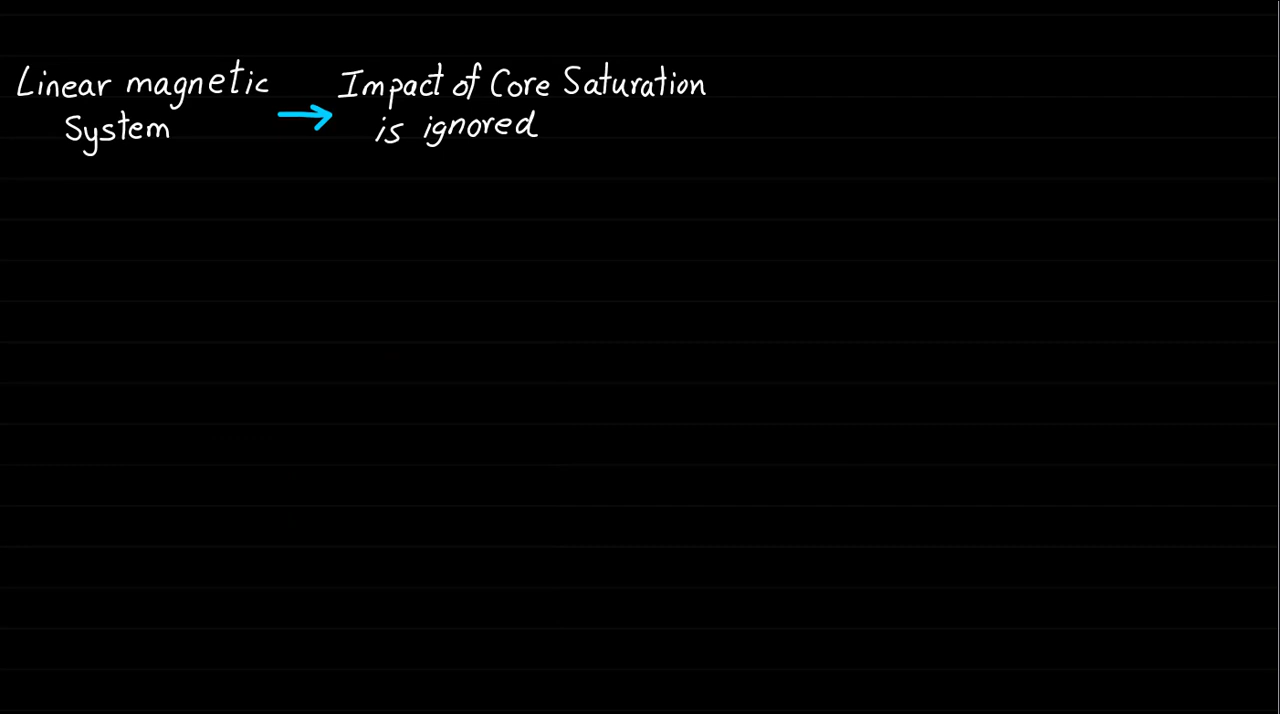 Linear magnetic System → Impact of Core Saturation is ignored